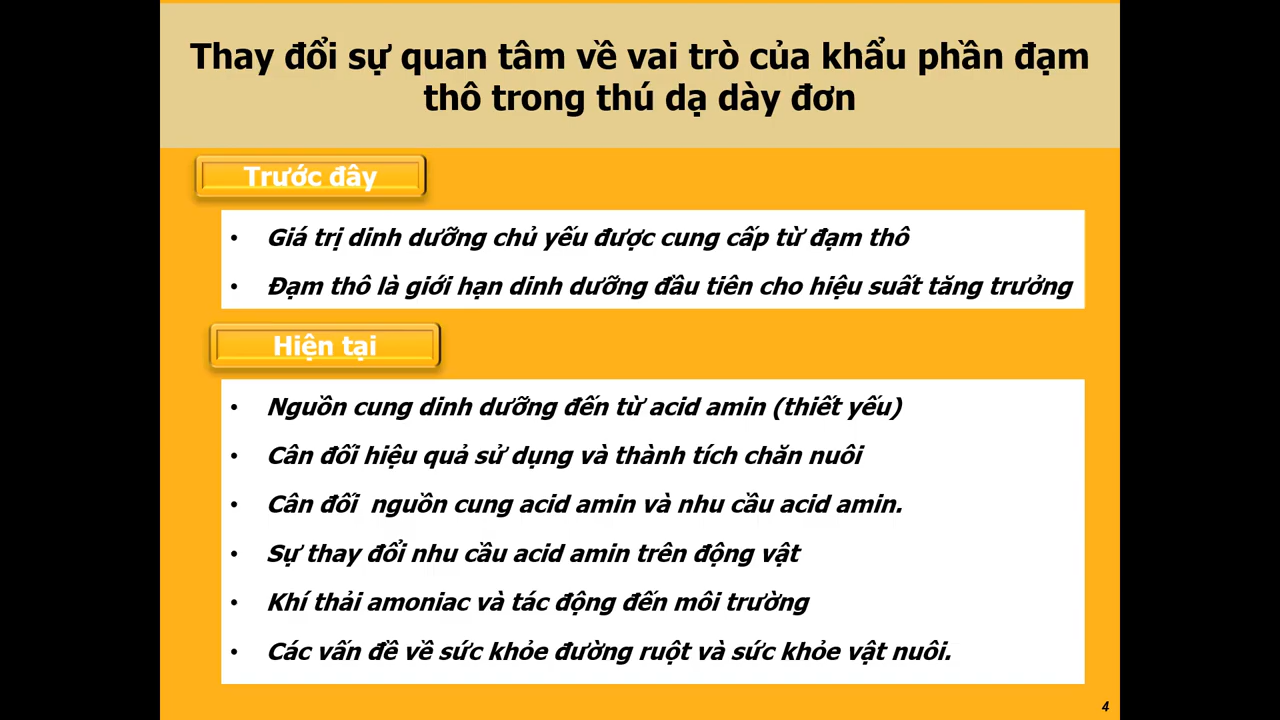 Thay đổi sự quan tâm về vai trò của khẩu phần đạm
thô trong thú dạ dày đơn
Trước đây
• Giá trị dinh dưỡng chủ yếu được cung cấp từ đạm thô
• Đạm thô là giới hạn dinh dưỡng đầu tiên cho hiệu suất tăng trưởng
Hiện tại
• Nguồn cung dinh dưỡng đến từ acid amin (thiết yếu)
• Cân đối hiệu quả sử dụng và thành tích chăn nuôi
• Cân đối  nguồn cung acid amin và nhu cầu acid amin.
• Sự thay đổi nhu cầu acid amin trên động vật
• Khí thải amoniac và tác động đến môi trường
• Các vấn đề về sức khỏe đường ruột và sức khỏe vật nuôi.
4